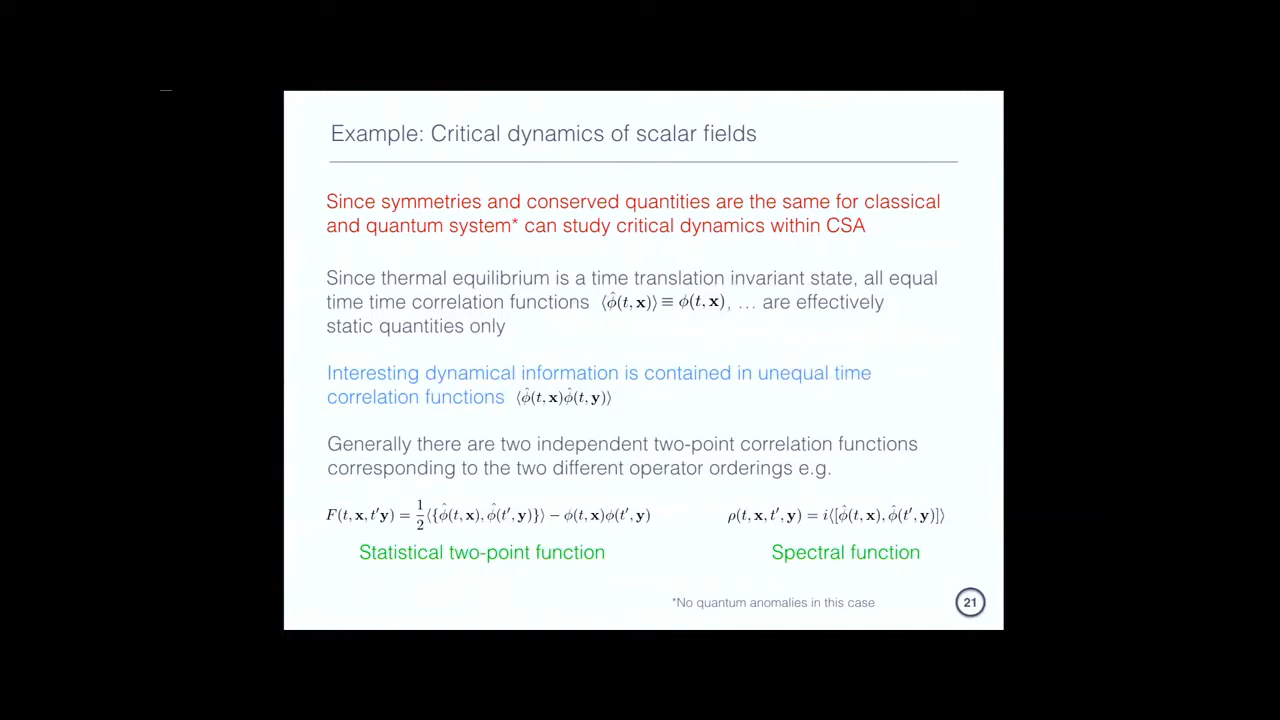 Example: Critical dynamics of scalar fields
Since symmetries and conserved quantities are the same for classical
and quantum system* can study critical dynamics within CSA
Since thermal equilibrium is a time translation invariant state, all equal
time time correlation functions ⟨ϕ̂(t, x)⟩ ≡ ϕ(t, x), … are effectively
static quantities only
Interesting dynamical information is contained in unequal time
correlation functions ⟨ϕ̂(t, x)ϕ̂(t, y)⟩
Generally there are two independent two-point correlation functions
corresponding to the two different operator orderings e.g.
F(t, x, t′y) = 1/2 ⟨{ϕ̂(t, x), ϕ̂(t′, y)}⟩ − ϕ(t, x)ϕ(t′, y) ρ(t, x, t′, y) = i⟨[ϕ̂(t, x), ϕ̂(t′, y)]⟩
Statistical two-point function Spectral function
*No quantum anomalies in this case 21